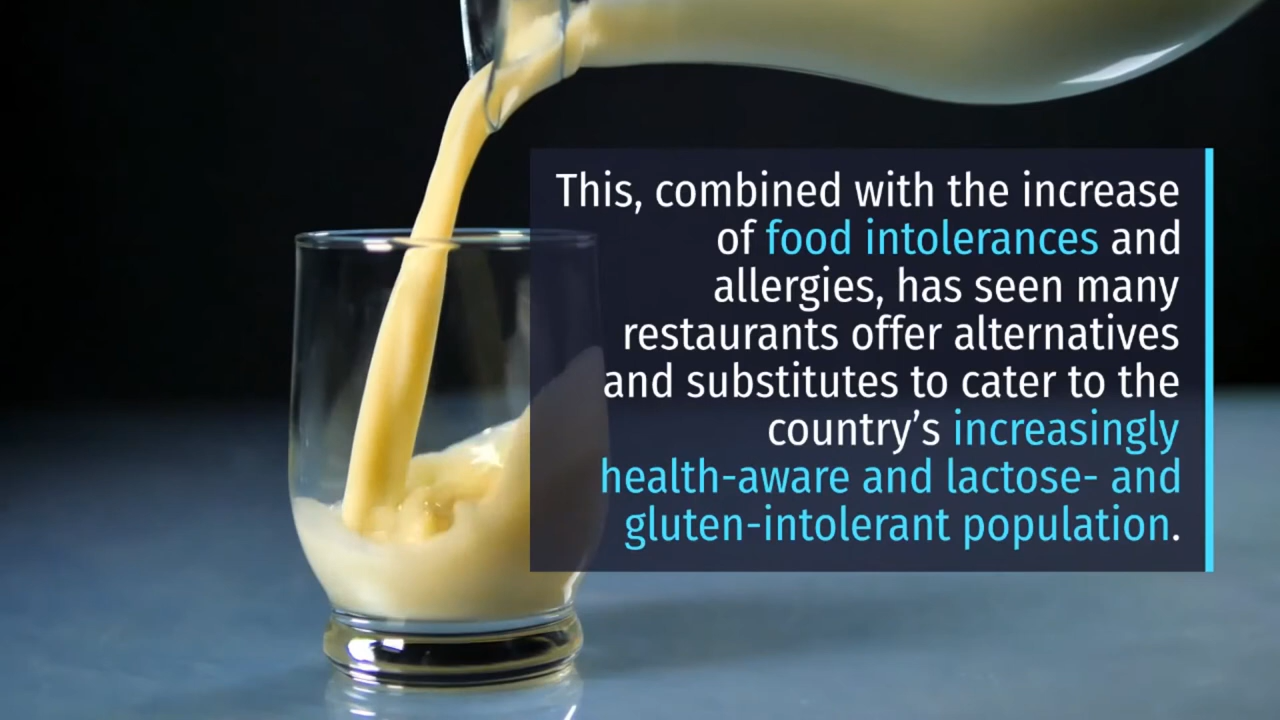 This, combined with the increase
of food intolerances and
allergies, has seen many
restaurants offer alternatives
and substitutes to cater to the
country’s increasingly
health-aware and lactose- and
gluten-intolerant population.